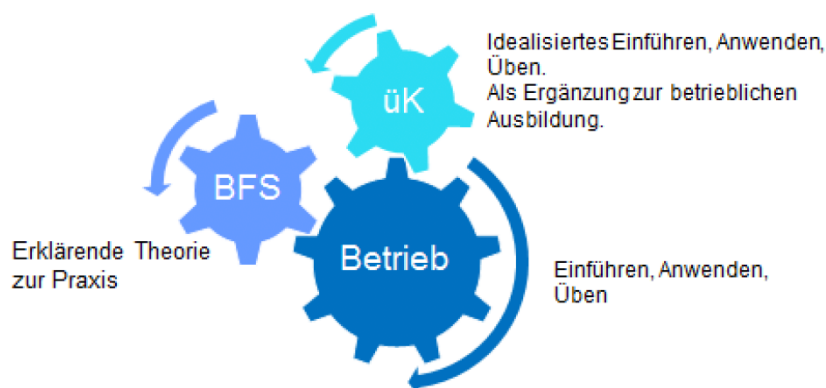 Idealisiertes Einführen, Anwenden,
Üben.
Als Ergänzung zur betrieblichen
Ausbildung.
üK
BFS
Erklärende Theorie
zur Praxis
Betrieb
Einführen, Anwenden,
Üben